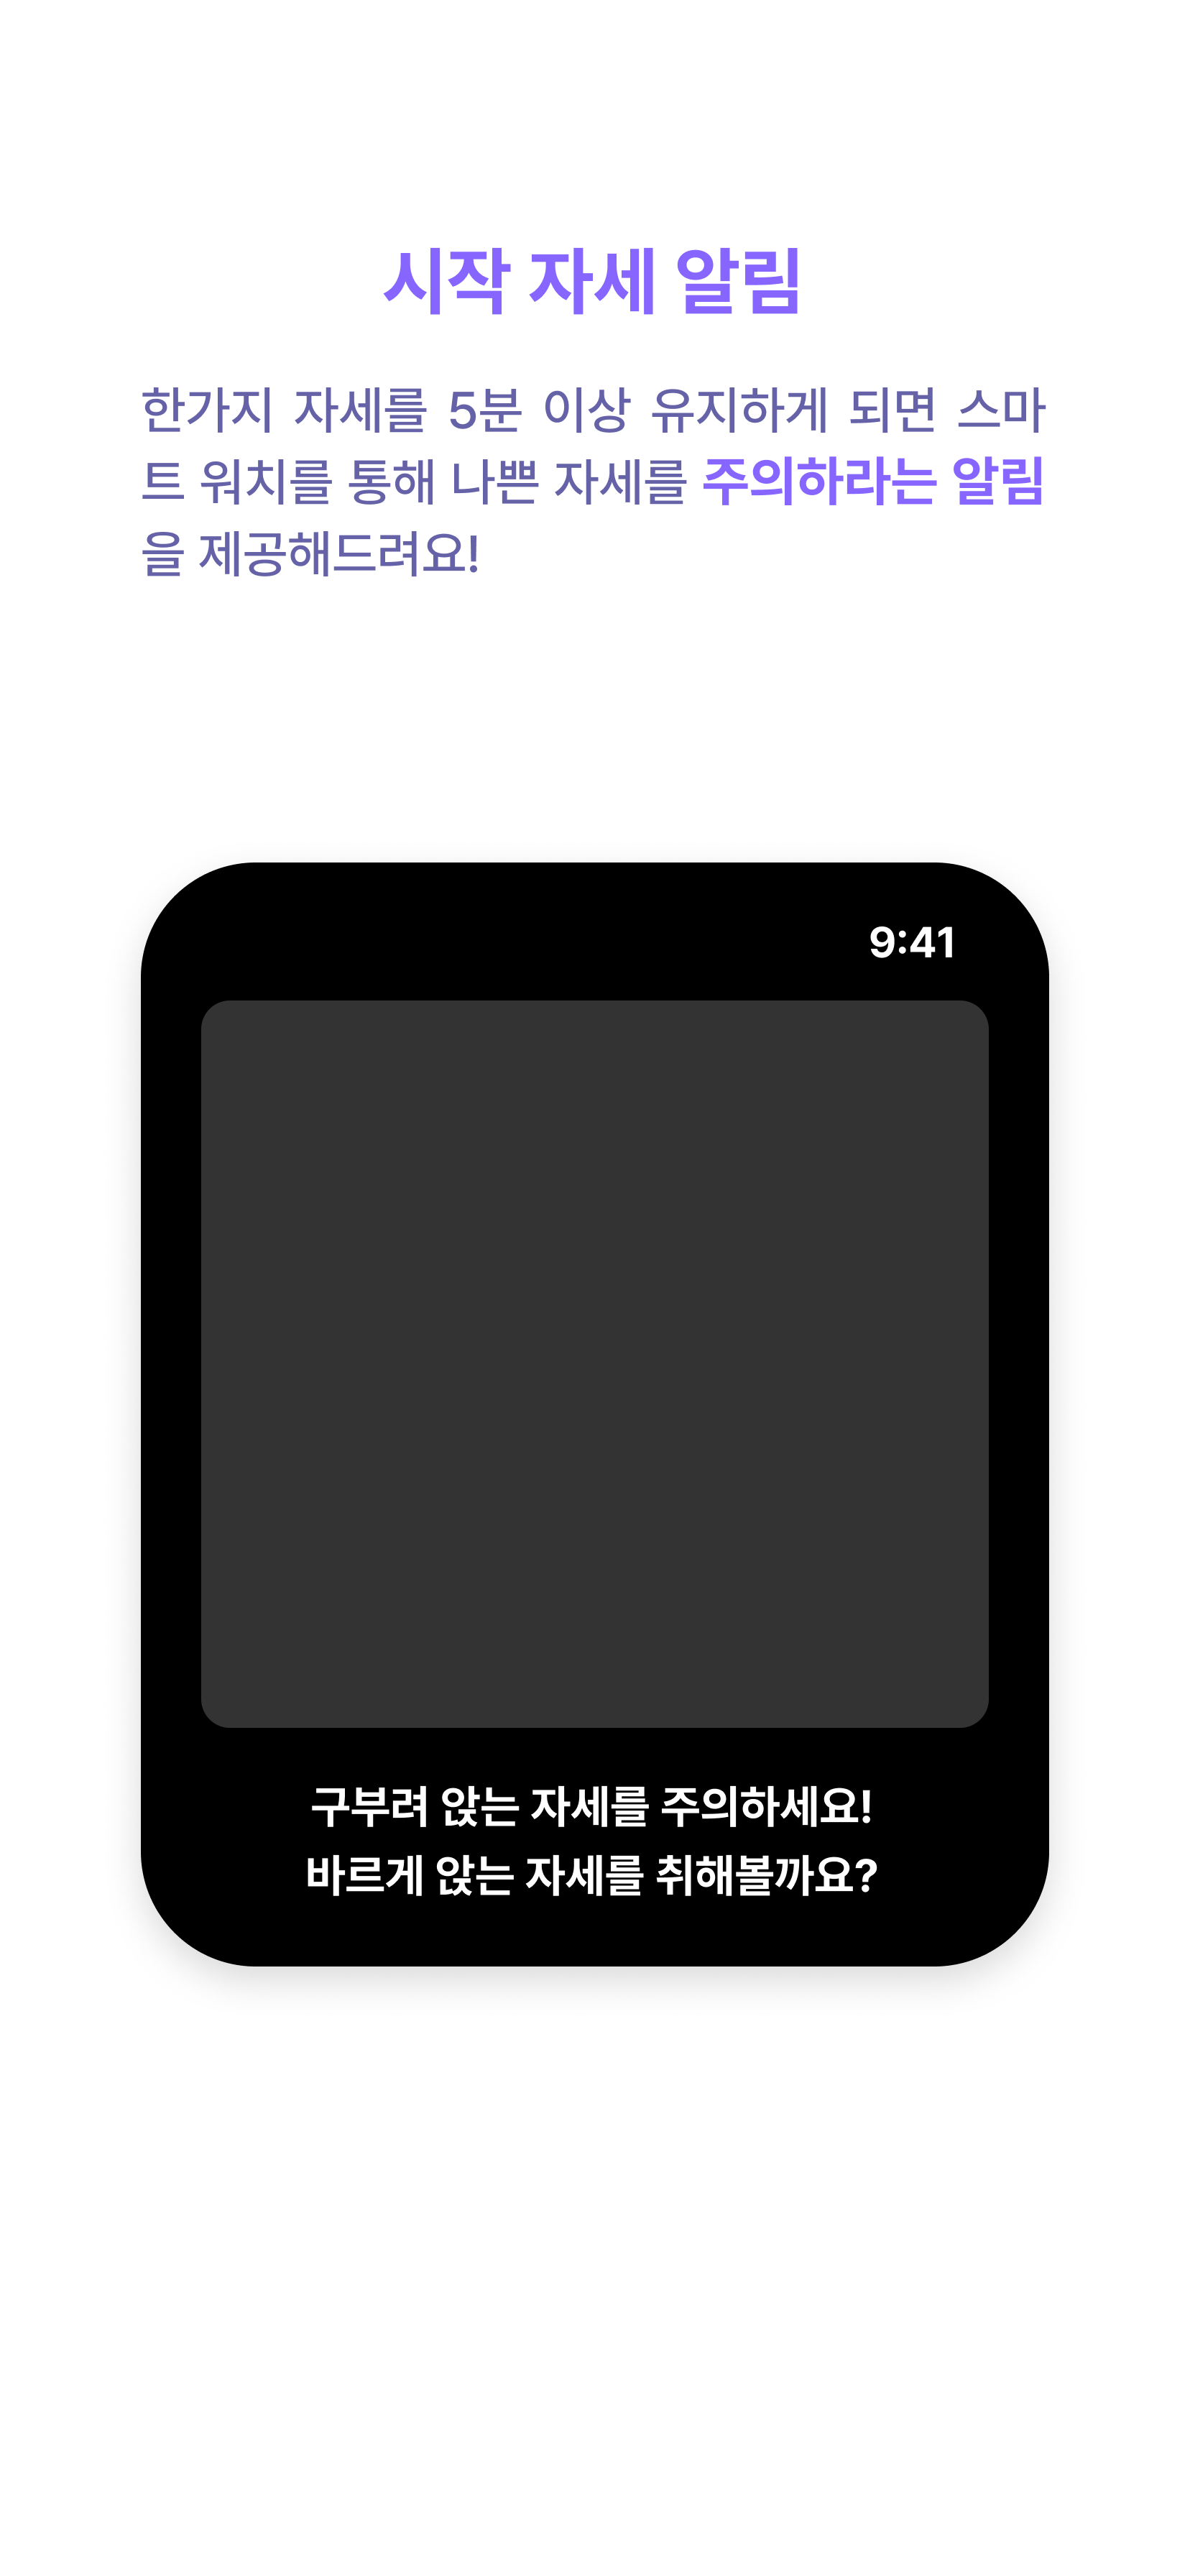 시작 자세 알림
한가지 자세를 5분 이상 유지하게 되면 스마
트 워치를 통해 나쁜 자세를 주의하라는 알림
을 제공해드려요!
9:41
구부려 앉는 자세를 주의하세요!
바르게 앉는 자세를 취해볼까요?